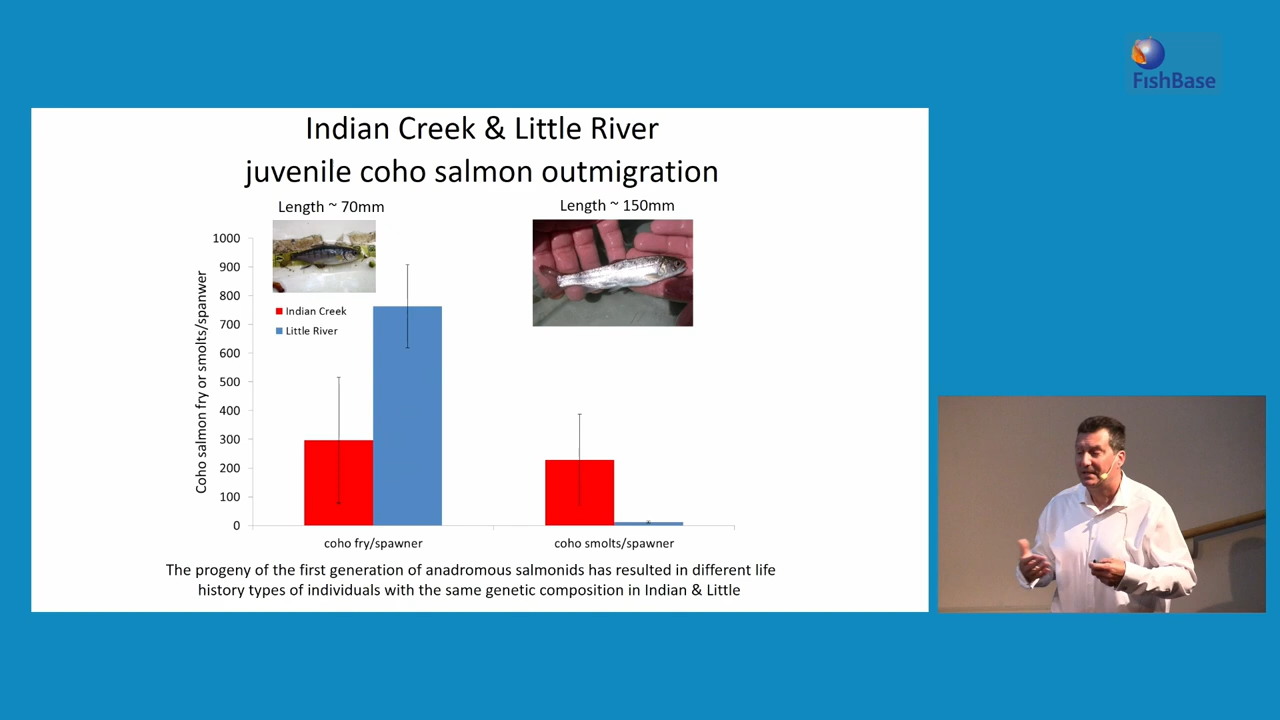 FishBase
Indian Creek & Little River
juvenile coho salmon outmigration
Length ~ 70mm
Length ~ 150mm
Coho salmon fry or smolts/spanwer
1000
900
800
700
600
500
400
300
200
100
0
Indian Creek
Little River
coho fry/spawner
coho smolts/spawner
The progeny of the first generation of anadromous salmonids has resulted in different life
history types of individuals with the same genetic composition in Indian & Little